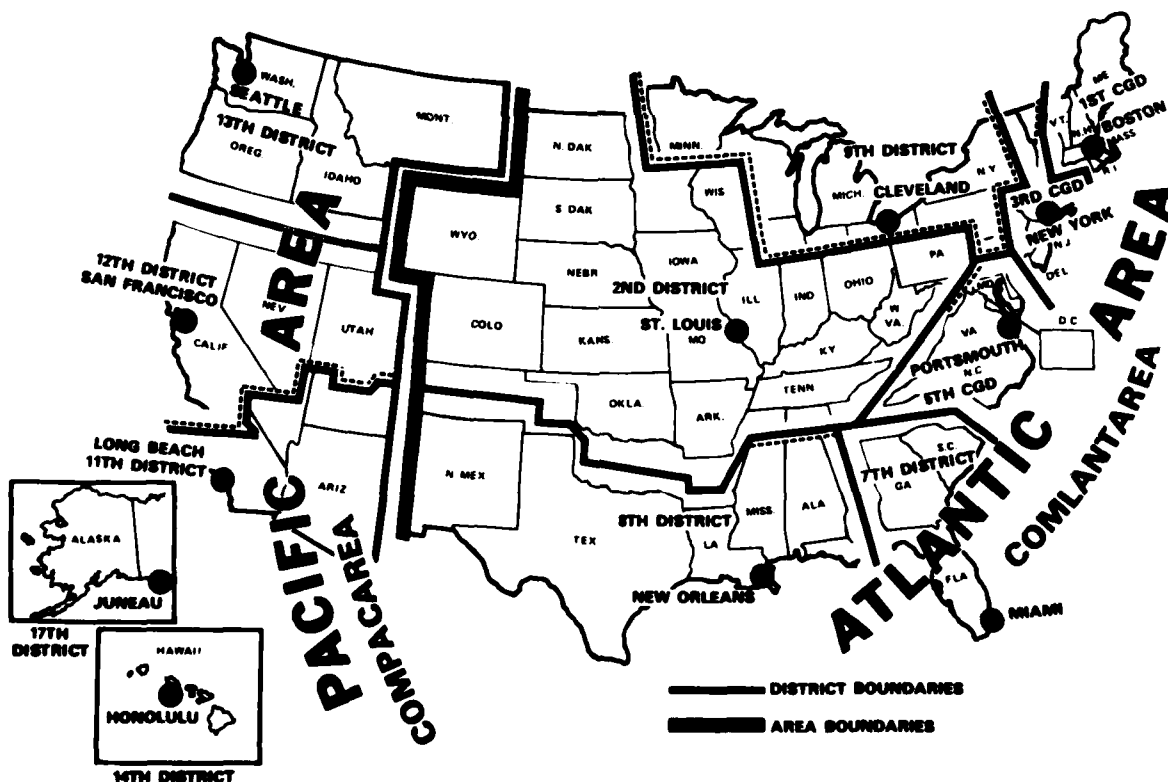 WASH.
SEATTLE
13TH DISTRICT
OREG.
IDAHO
MONT.
N. DAK
S. DAK
WYO.
NEBR
MINN.
WIS
IOWA
2ND DISTRICT
ST. LOUIS
MO
ILL
IND
OHIO
MICH.
9TH DISTRICT
CLEVELAND
N Y
PA
W
VA.
KY
TENN
ARK.
OKLA.
KANS.
COLO
UTAH
NEV
12TH DISTRICT
SAN FRANCISCO
CALIF
LONG BEACH
11TH DISTRICT
ARIZ
N MEX
TEX
8TH DISTRICT
LA
MISS.
ALA
NEW ORLEANS
7TH DISTRICT
GA
S.C
FLA
MIAMI
ME
1ST CGD
V T.
N.H
BOSTON
MASS
R I
3RD CGD
NEW YORK
N J
DEL
MD
D C
VA
PORTSMOUTH
N.C
5TH CGD
PACIFIC AREA
COMPACAREA
ATLANTIC AREA
COMLANTAREA
ALASKA
JUNEAU
17TH
DISTRICT
HAWAII
HONOLULU
14TH DISTRICT
DISTRICT BOUNDARIES
AREA BOUNDARIES